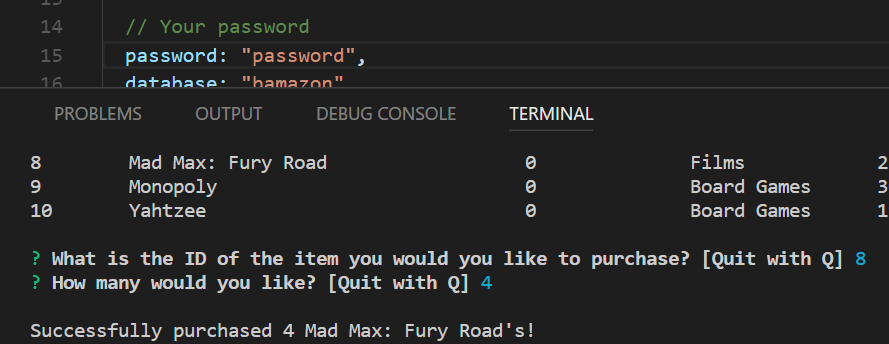 14 // Your password
15 password: "password",
16 database: "bamazon"
PROBLEMS OUTPUT DEBUG CONSOLE TERMINAL
8 Mad Max: Fury Road 0 Films 2
9 Monopoly 0 Board Games 3
10 Yahtzee 0 Board Games 1
? What is the ID of the item you would you like to purchase? [Quit with Q] 8
? How many would you like? [Quit with Q] 4
Successfully purchased 4 Mad Max: Fury Road's!